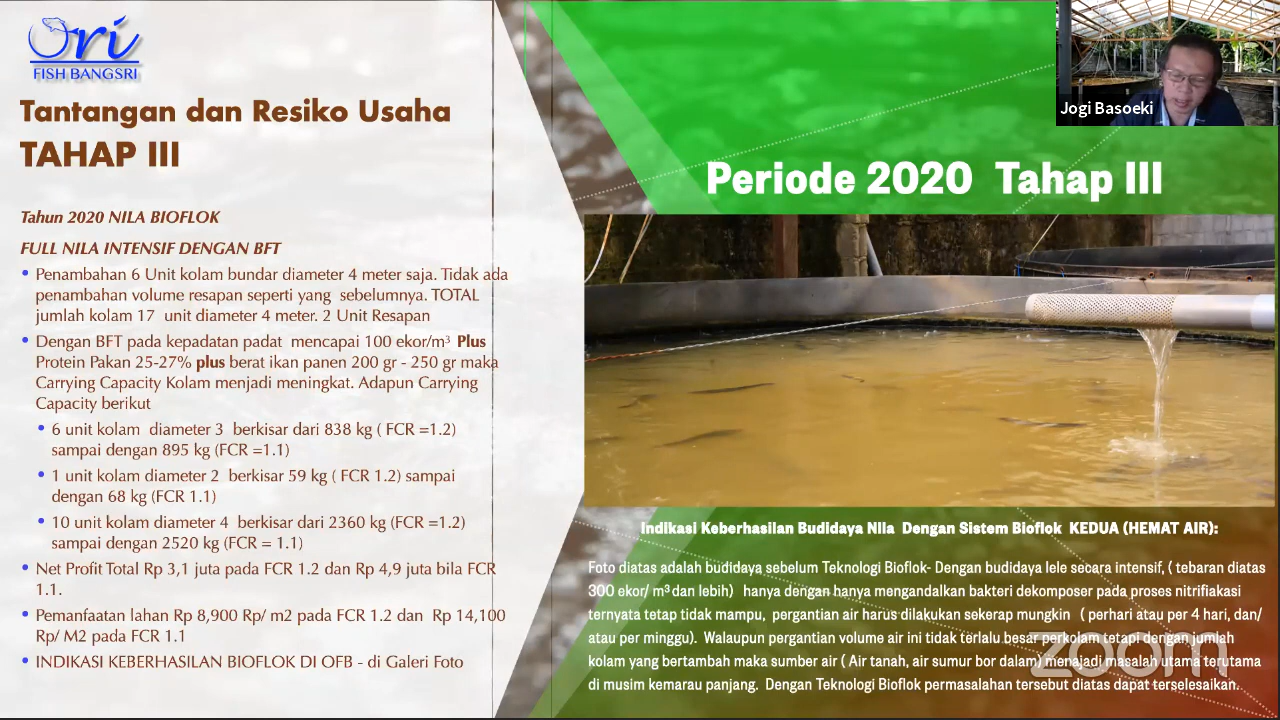 Ori
FISH BANGSRI
Tantangan dan Resiko Usaha
TAHAP III
Tahun 2020 NILA BIOFLOK
FULL NILA INTENSIF DENGAN BFT
• Penambahan 6 Unit kolam bundar diameter 4 meter saja. Tidak ada
penambahan volume resapan seperti yang sebelumnya. TOTAL
jumlah kolam 17 unit diameter 4 meter. 2 Unit Resapan
• Dengan BFT pada kepadatan padat mencapai 100 ekor/m³ Plus
Protein Pakan 25-27% plus berat ikan panen 200 gr - 250 gr maka
Carrying Capacity Kolam menjadi meningkat. Adapun Carrying
Capacity berikut
• 6 unit kolam diameter 3 berkisar dari 838 kg ( FCR =1.2)
sampai dengan 895 kg (FCR =1.1)
• 1 unit kolam diameter 2 berkisar 59 kg ( FCR 1.2) sampai
dengan 68 kg (FCR 1.1)
• 10 unit kolam diameter 4 berkisar dari 2360 kg (FCR =1.2)
sampai dengan 2520 kg (FCR = 1.1)
• Net Profit Total Rp 3,1 juta pada FCR 1.2 dan Rp 4,9 juta bila FCR
1.1.
• Pemanfaatan lahan Rp 8,900 Rp/ m2 pada FCR 1.2 dan Rp 14,100
Rp/ M2 pada FCR 1.1
• INDIKASI KEBERHASILAN BIOFLOK DI OFB - di Galeri Foto
Jogi Basoeki
Periode 2020 Tahap III
Indikasi Keberhasilan Budidaya Nila Dengan Sistem Bioflok KEDUA (HEMAT AIR):
Foto diatas adalah budidaya sebelum Teknologi Bioflok- Dengan budidaya lele secara intensif, ( tebaran diatas
300 ekor/ m³ dan lebih) hanya dengan hanya mengandalkan bakteri dekomposer pada proses nitrifikasi
ternyata tetap tidak mampu, pergantian air harus dilakukan sekerap mungkin ( perhari atau per 4 hari, dan/
atau per minggu). Walaupun pergantian volume air ini tidak terlalu besar perkolam tetapi dengan jumlah
kolam yang bertambah maka sumber air ( Air tanah, air sumur bor dalam) menjadi masalah utama terutama
di musim kemarau panjang. Dengan Teknologi Bioflok permasalahan tersebut diatas dapat terselesaikan.
zoom